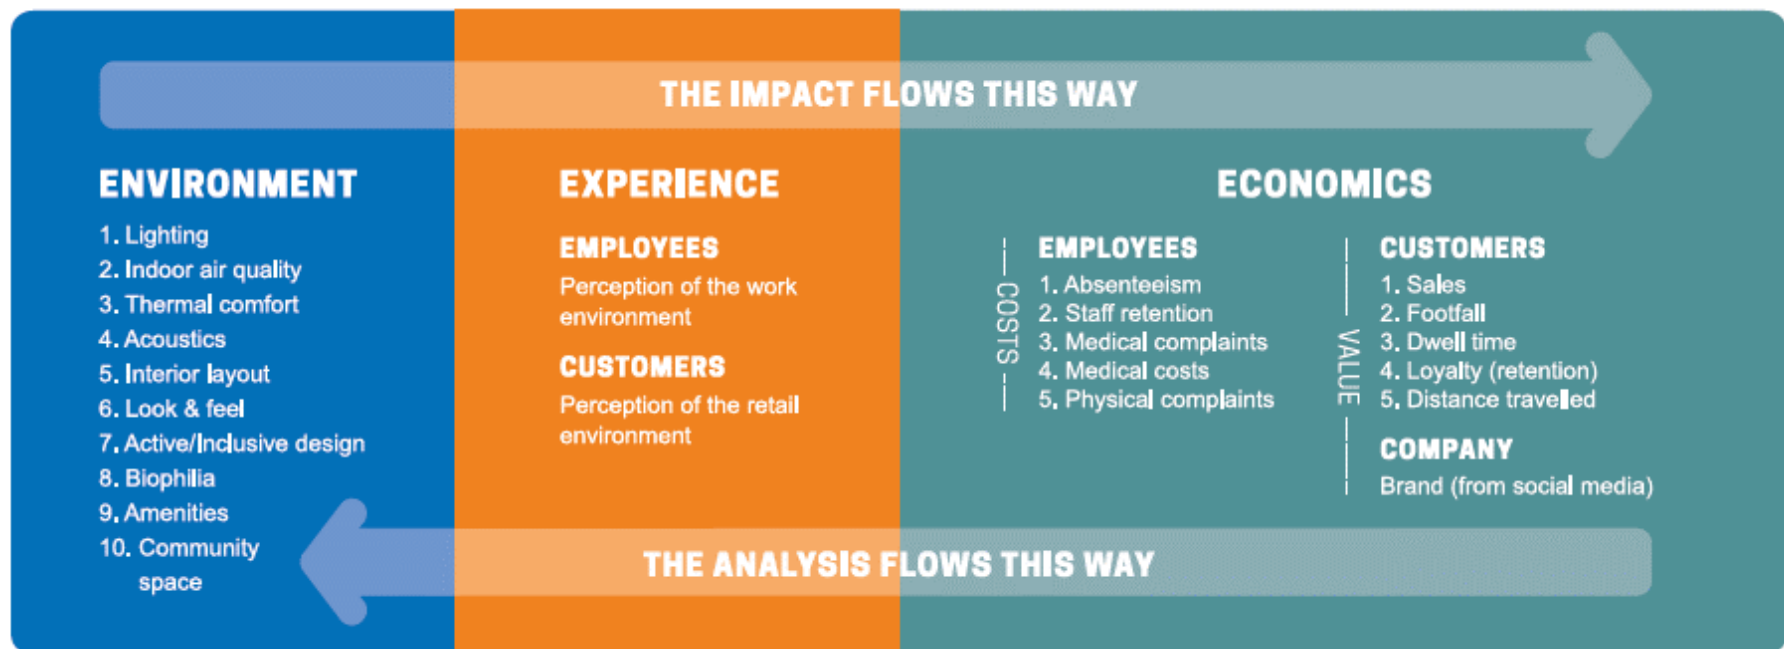 THE IMPACT FLOWS THIS WAY
ENVIRONMENT
1. Lighting
2. Indoor air quality
3. Thermal comfort
4. Acoustics
5. Interior layout
6. Look & feel
7. Active/Inclusive design
8. Biophilia
9. Amenities
10. Community
space
EXPERIENCE
EMPLOYEES
Perception of the work
environment
CUSTOMERS
Perception of the retail
environment
ECONOMICS
COSTS
EMPLOYEES
1. Absenteeism
2. Staff retention
3. Medical complaints
4. Medical costs
5. Physical complaints
VALUE
CUSTOMERS
1. Sales
2. Footfall
3. Dwell time
4. Loyalty (retention)
5. Distance travelled
COMPANY
Brand (from social media)
THE ANALYSIS FLOWS THIS WAY